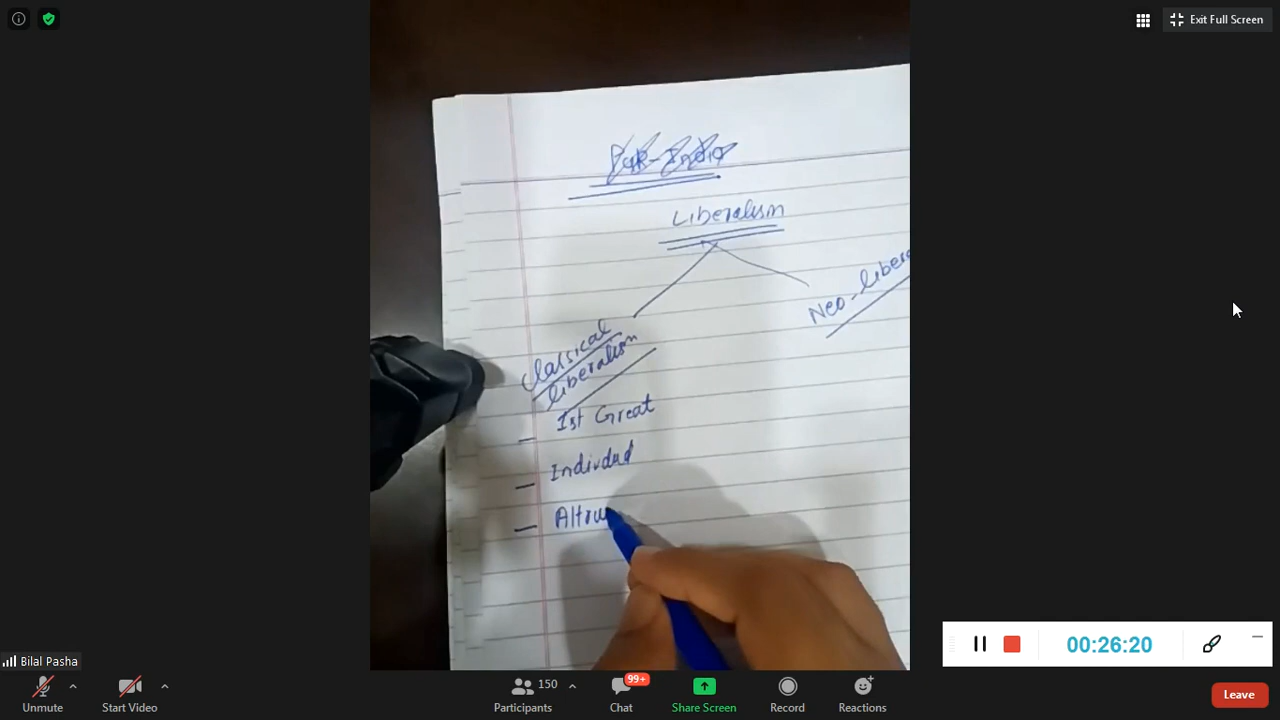 Exit Full Screen
Pak-India
Liberalism
Neo-libera
Classical
liberalism
1st Great
Individual
Altru
00:26:20
Bilal Pasha
Unmute
Start Video
150
Participants
99+
Chat
Share Screen
Record
Reactions
Leave